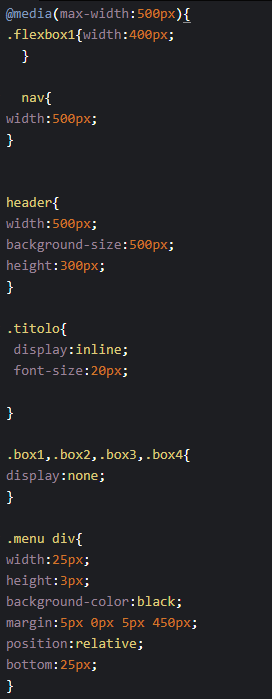 @media(max-width:500px){
.flexbox1{width:400px;
}
nav{
width:500px;
}
header{
width:500px;
background-size:500px;
height:300px;
}
.titolo{
display:inline;
font-size:20px;
}
.box1,.box2,.box3,.box4{
display:none;
}
.menu div{
width:25px;
height:3px;
background-color:black;
margin:5px 0px 5px 450px;
position:relative;
bottom:25px;
}